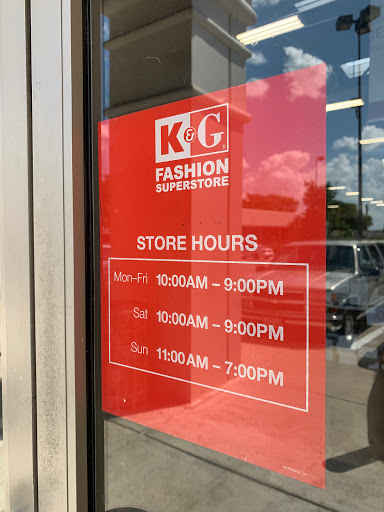 K&G
FASHION
SUPERSTORE
STORE HOURS
Mon–Fri 10:00AM – 9:00PM
Sat 10:00AM – 9:00PM
Sun 11:00AM – 7:00PM